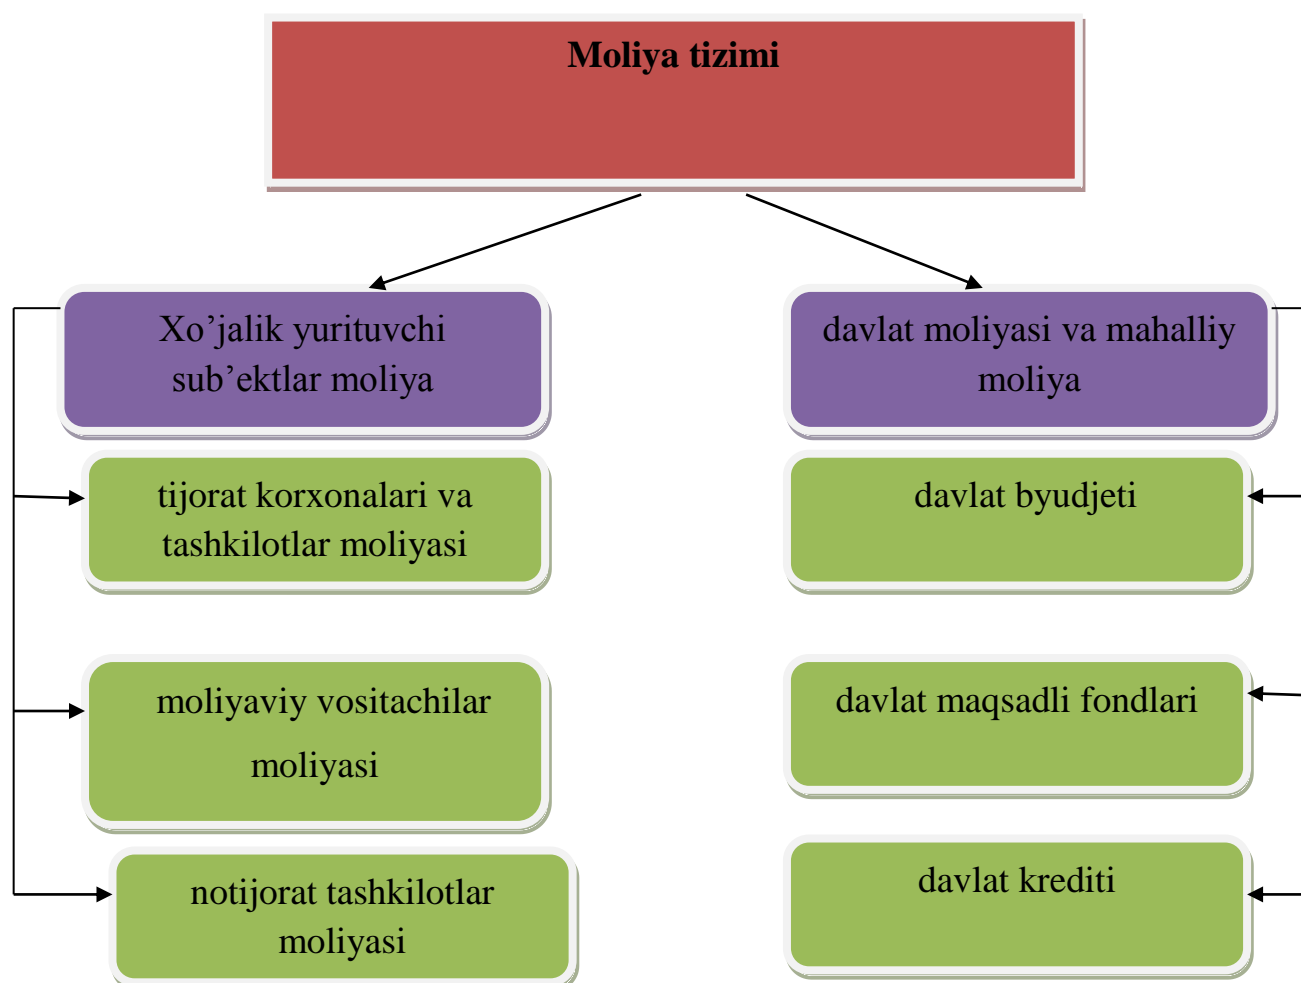 Moliya tizimi
Xo’jalik yurituvchi
sub’ektlar moliya
davlat moliyasi va mahalliy
moliya
tijorat korxonalari va
tashkilotlar moliyasi
davlat byudjeti
moliyaviy vositachilar
moliyasi
davlat maqsadli fondlari
notijorat tashkilotlar
moliyasi
davlat krediti